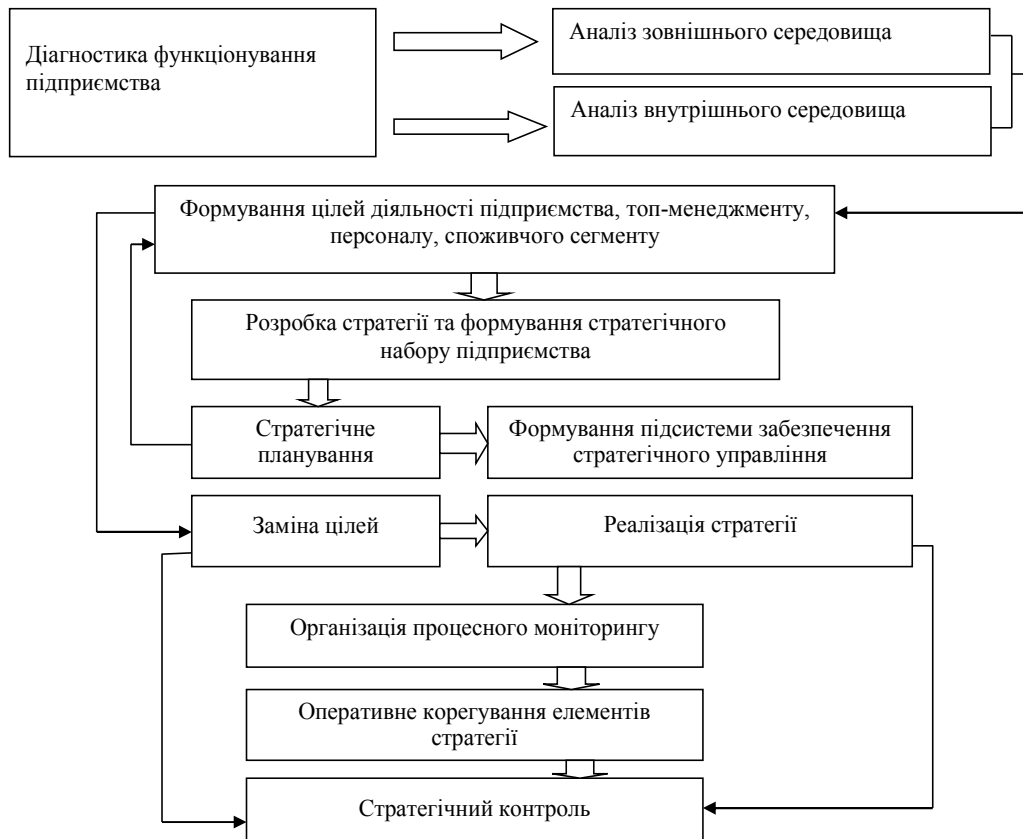 Діагностика функціонування
підприємства
Аналіз зовнішнього середовища
Аналіз внутрішнього середовища
Формування цілей діяльності підприємства, топ-менеджменту,
персоналу, споживчого сегменту
Розробка стратегії та формування стратегічного
набору підприємства
Стратегічне
планування
Формування підсистеми забезпечення
стратегічного управління
Заміна цілей
Реалізація стратегії
Організація процесного моніторингу
Оперативне корегування елементів
стратегії
Стратегічний контроль